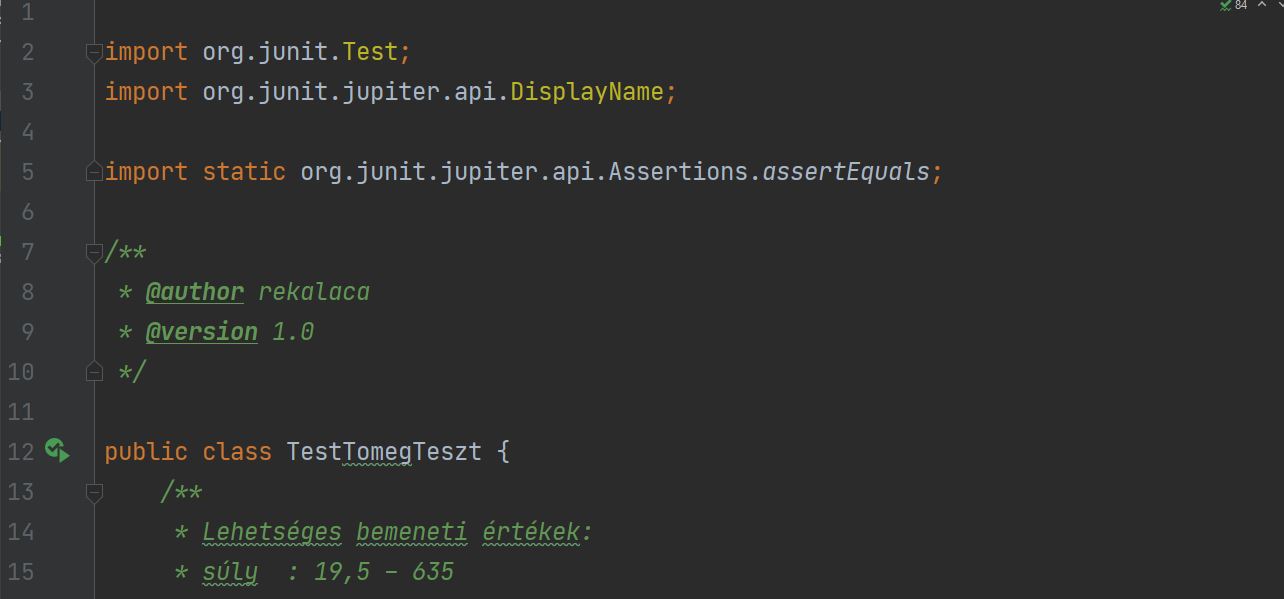 84
1
2 import org.junit.Test;
3 import org.junit.jupiter.api.DisplayName;
4
5 import static org.junit.jupiter.api.Assertions.assertEquals;
6
7 /**
8 * @author rekalaca
9 * @version 1.0
10 */
11
12 public class TestTomegTeszt {
13 /**
14 * Lehetséges bemeneti értékek:
15 * súly : 19,5 – 635